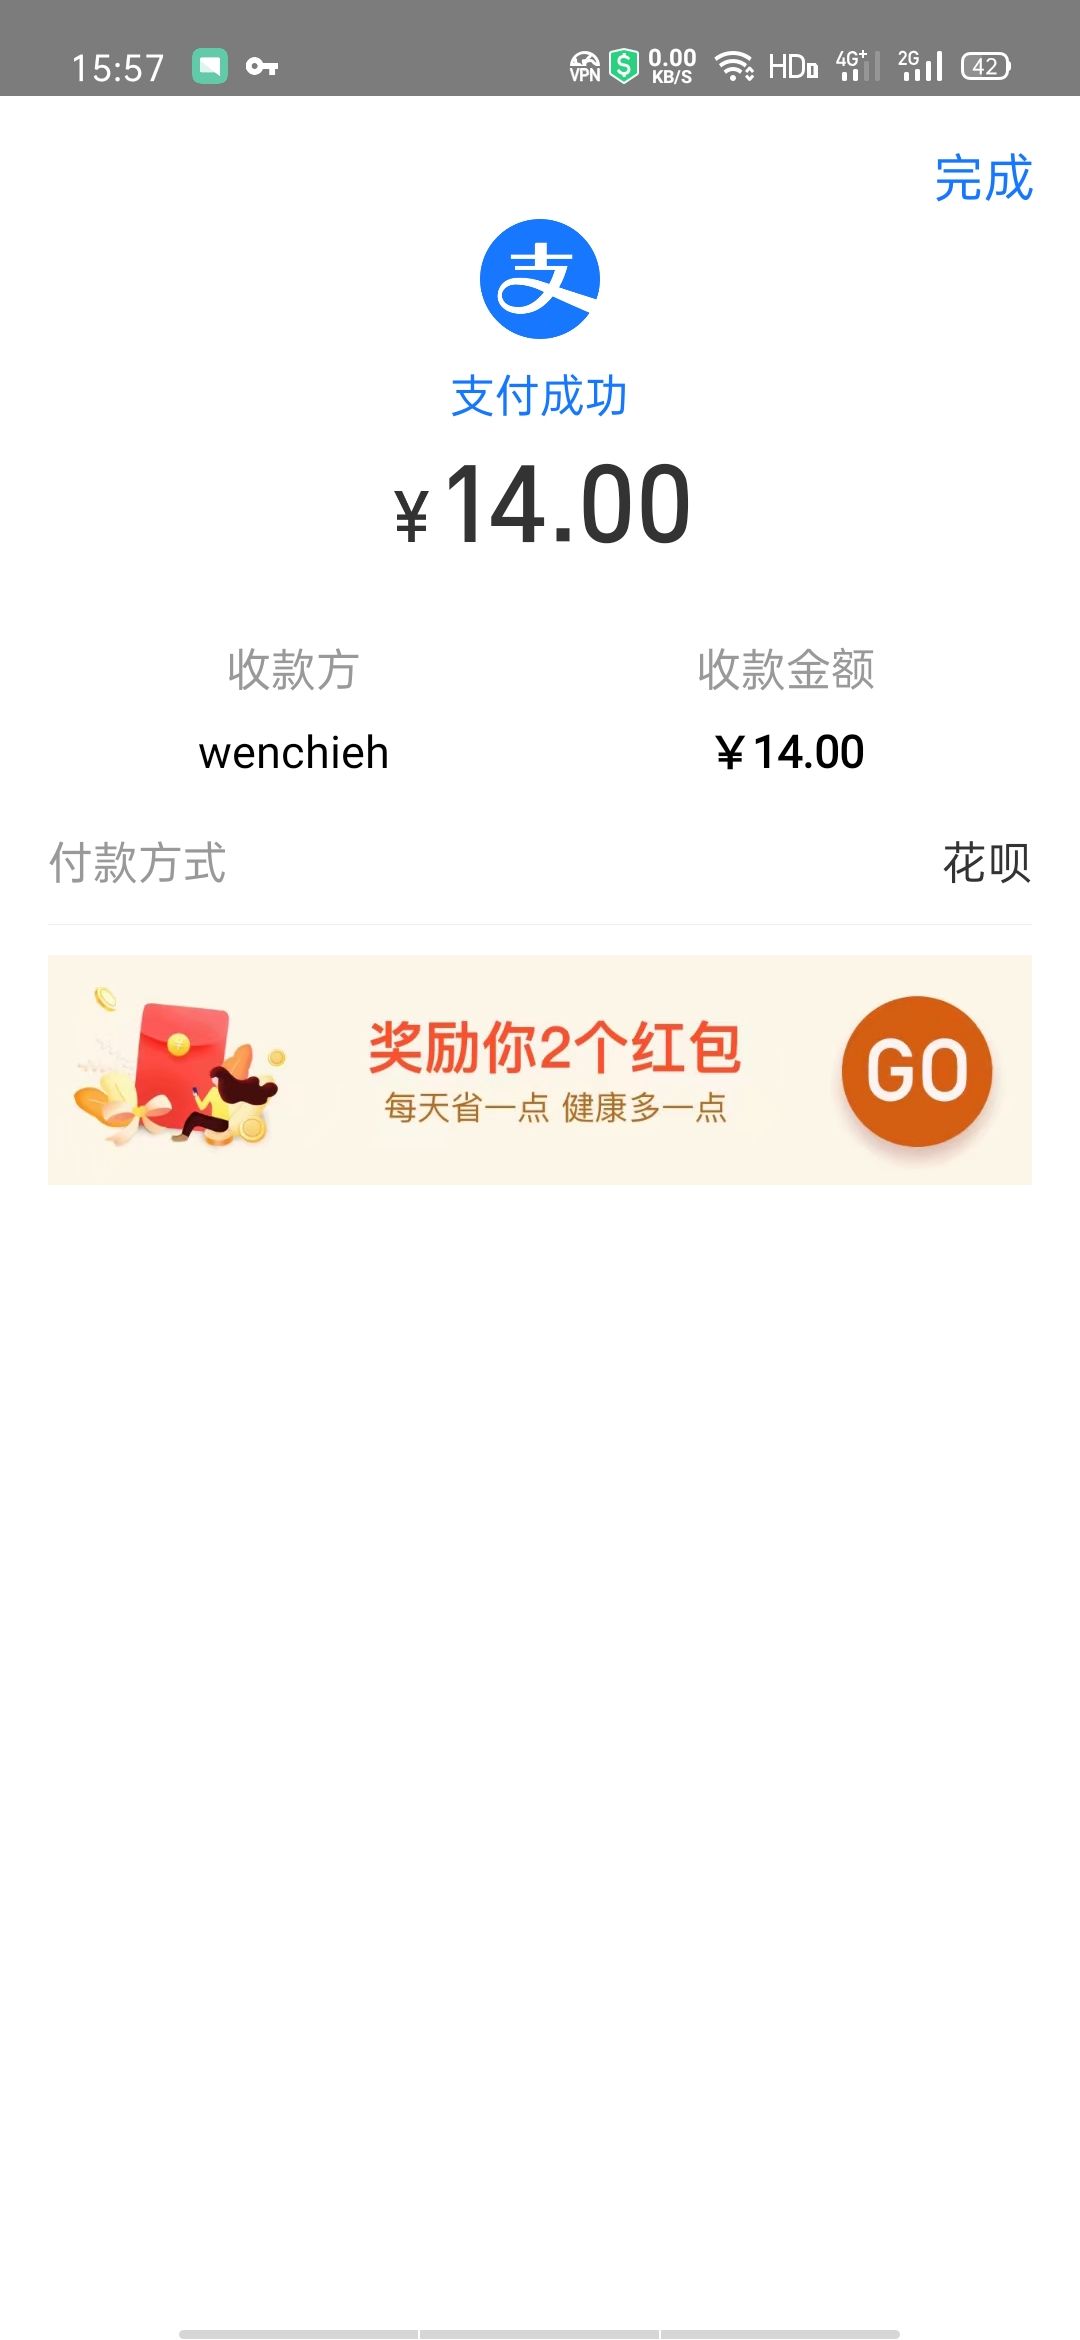 15:57 VPN 0.00 KB/S HD 4G+ 2G 42
完成
支
支付成功
¥14.00
收款方 收款金额
wenchieh ￥14.00
付款方式 花呗
奖励你2个红包
每天省一点 健康多一点
GO